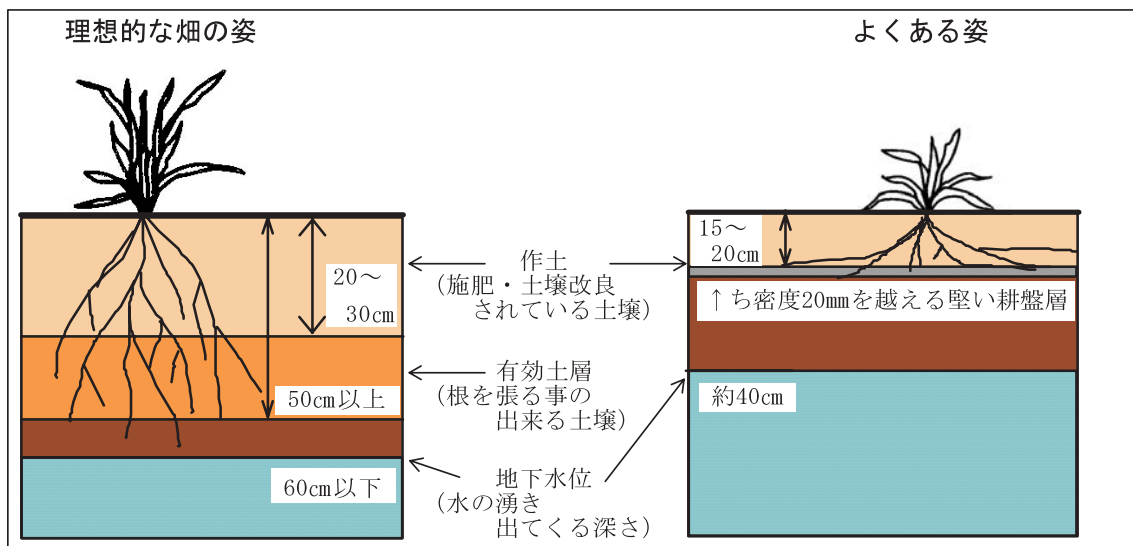 理想的な畑の姿
よくある姿
20～
30cm
50cm以上
60cm以下
作土
(施肥・土壌改良
されている土壌)
有効土層
(根を張る事の
出来る土壌)
地下水位
(水の湧き
出てくる深さ)
15～
20cm
↑ち密度20mmを越える堅い耕盤層
約40cm